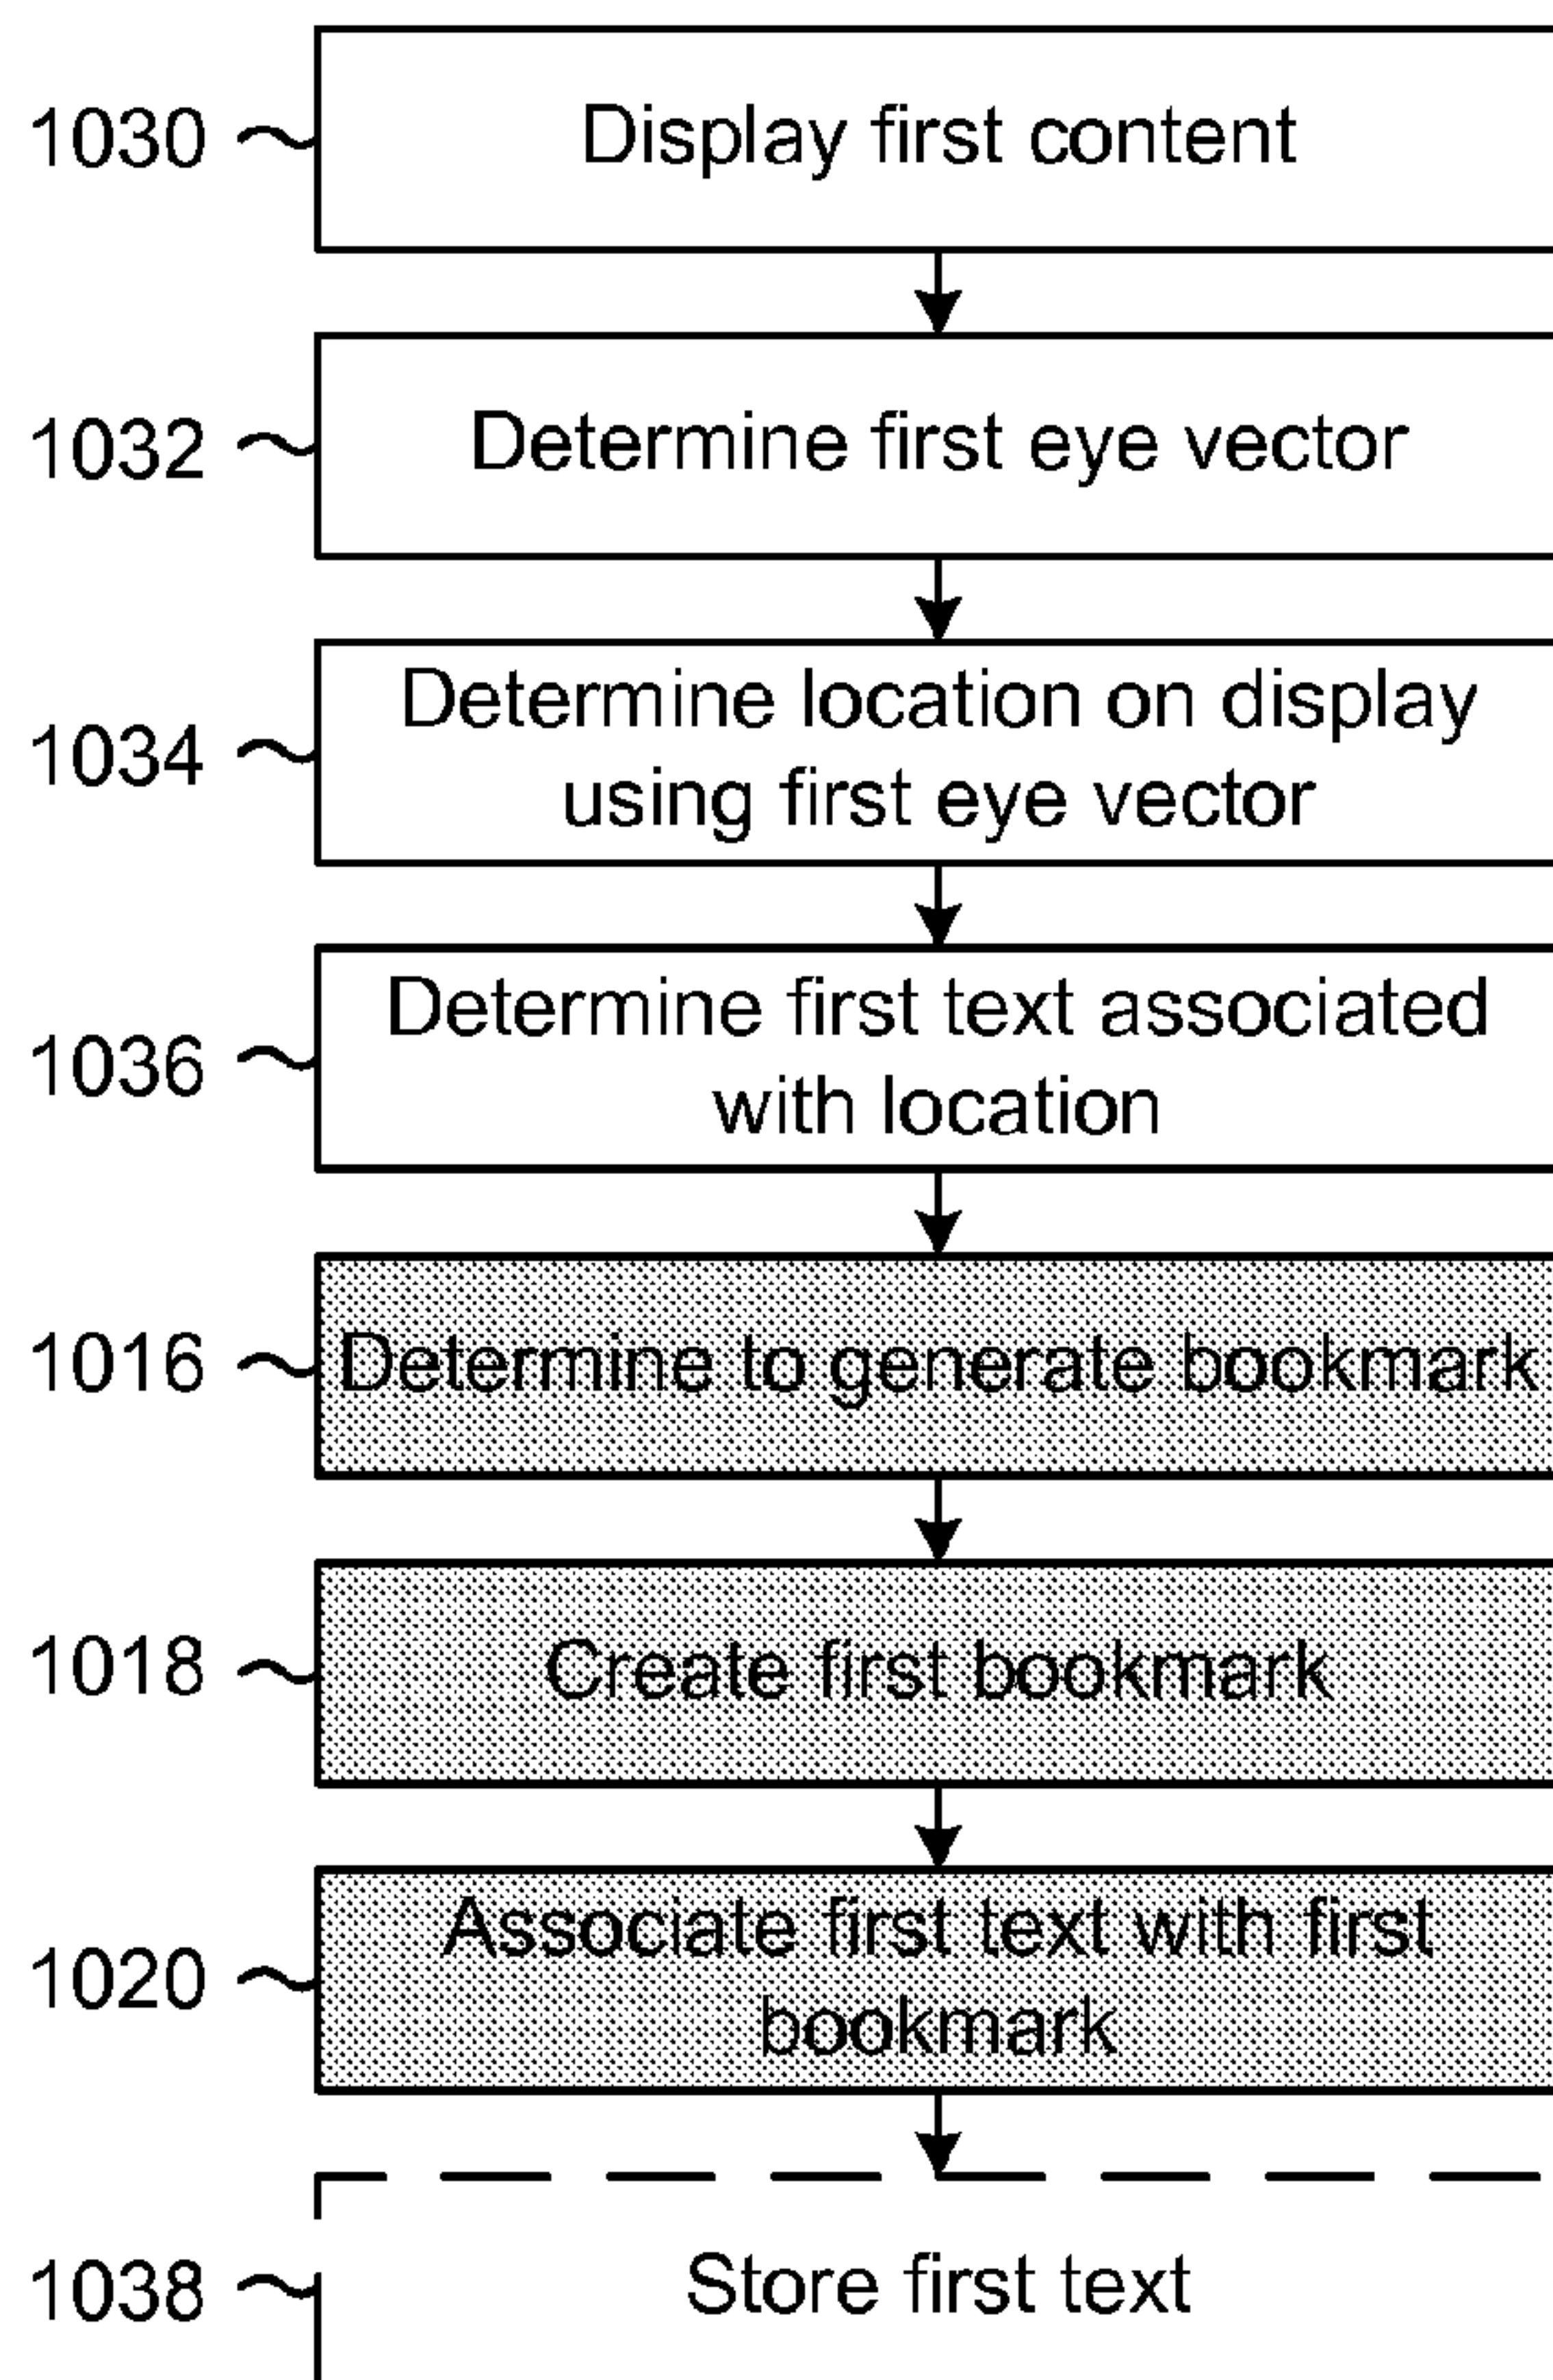 1030 Display first content
1032 Determine first eye vector
1034 Determine location on display
using first eye vector
1036 Determine first text associated
with location
1016 Determine to generate bookmark
1018 Create first bookmark
1020 Associate first text with first
bookmark
1038 Store first text